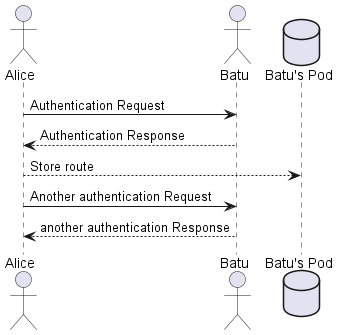 Alice
Batu
Batu's Pod
Authentication Request
Authentication Response
Store route
Another authentication Request
another authentication Response
Alice
Batu
Batu's Pod